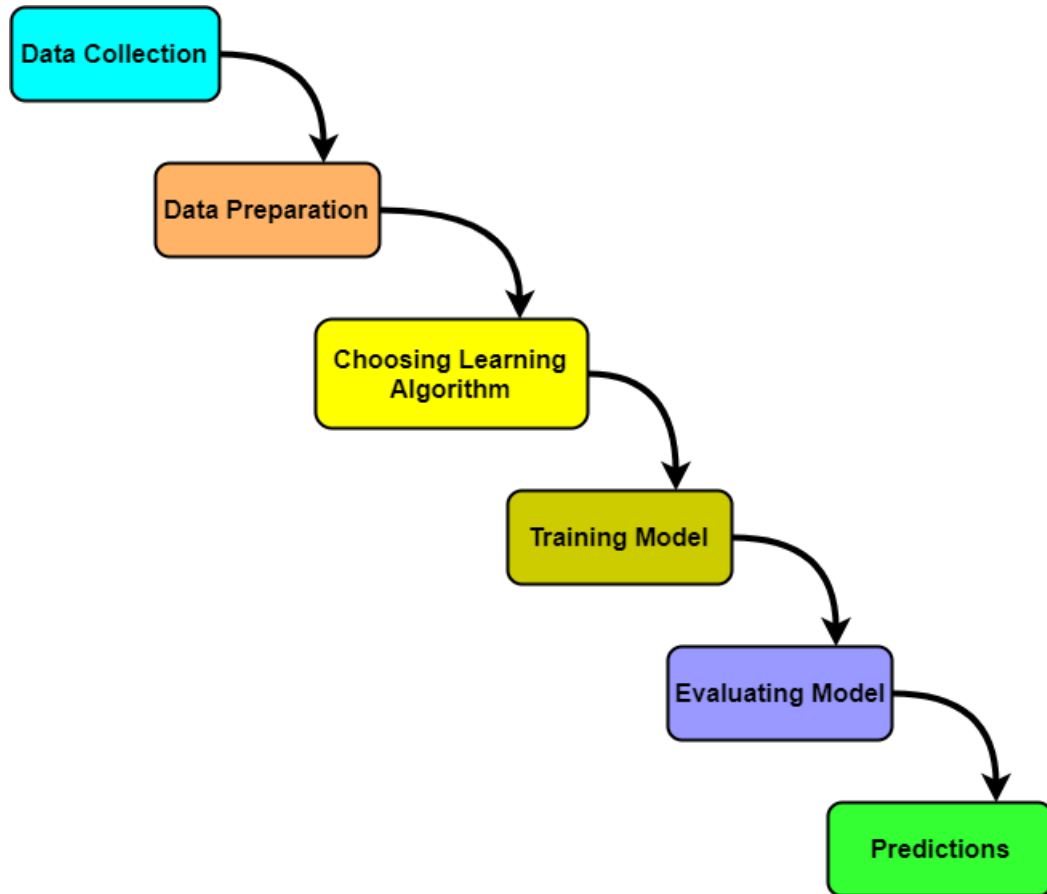 Data Collection
Data Preparation
Choosing Learning
Algorithm
Training Model
Evaluating Model
Predictions